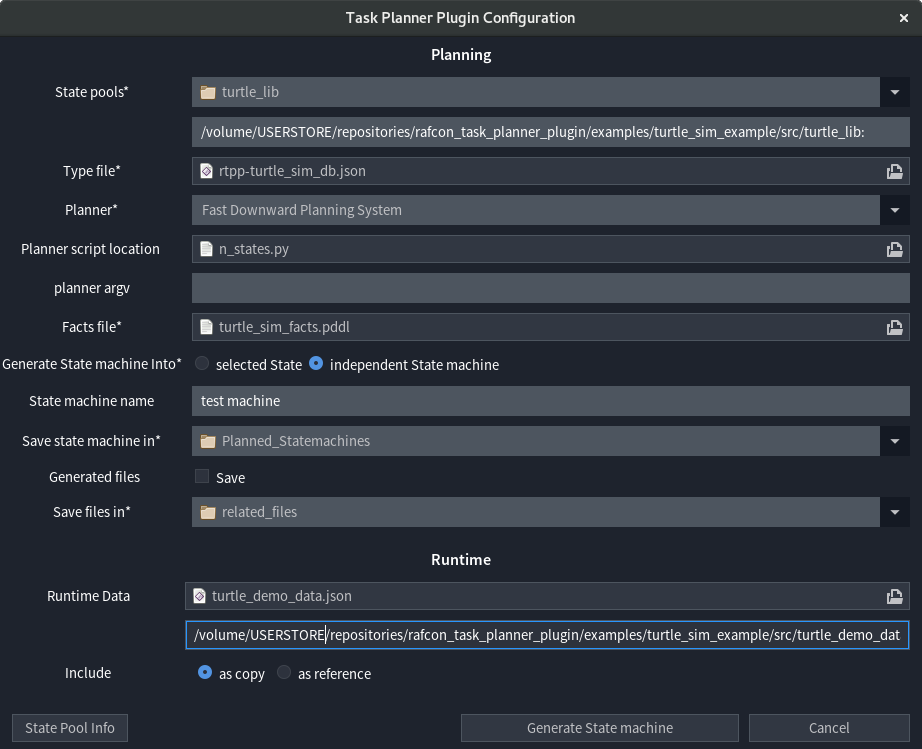 Task Planner Plugin Configuration ×
Planning
State pools* turtle_lib
/volume/USERSTORE/repositories/rafcon_task_planner_plugin/examples/turtle_sim_example/src/turtle_lib:
Type file* rtpp-turtle_sim_db.json
Planner* Fast Downward Planning System
Planner script location n_states.py
planner argv
Facts file* turtle_sim_facts.pddl
Generate State machine Into* selected State independent State machine
State machine name test machine
Save state machine in* Planned_Statemachines
Generated files Save
Save files in* related_files
Runtime
Runtime Data turtle_demo_data.json
/volume/USERSTORE/repositories/rafcon_task_planner_plugin/examples/turtle_sim_example/src/turtle_demo_dat
Include as copy as reference
State Pool Info Generate State machine Cancel